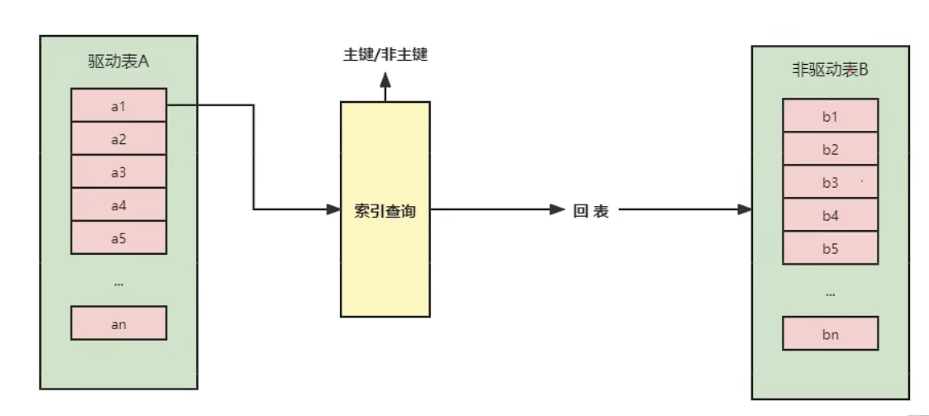 驱动表A
a1
a2
a3
a4
a5
...
an
主键/非主键
索引查询
回 表
非驱动表B
b1
b2
b3
b4
b5
...
bn